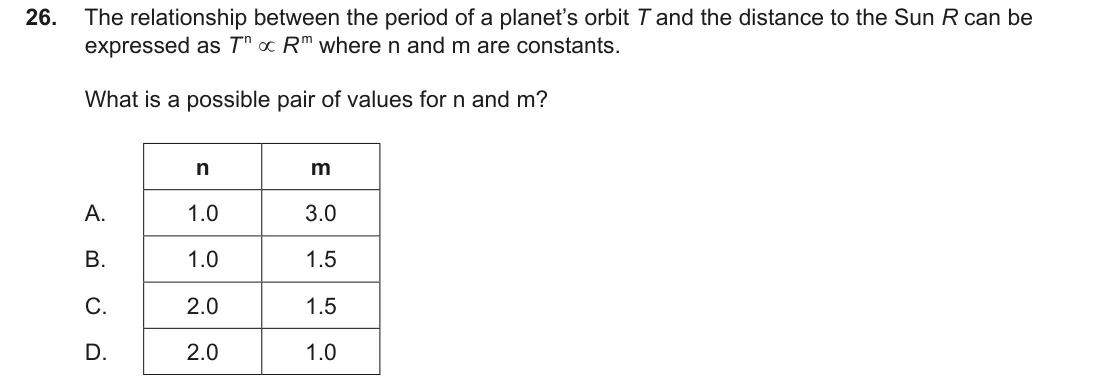 26. The relationship between the period of a planet's orbit T and the distance to the Sun R can be
expressed as Tⁿ ∝ Rᵐ where n and m are constants.
What is a possible pair of values for n and m?
n m
A. 1.0 3.0
B. 1.0 1.5
C. 2.0 1.5
D. 2.0 1.0